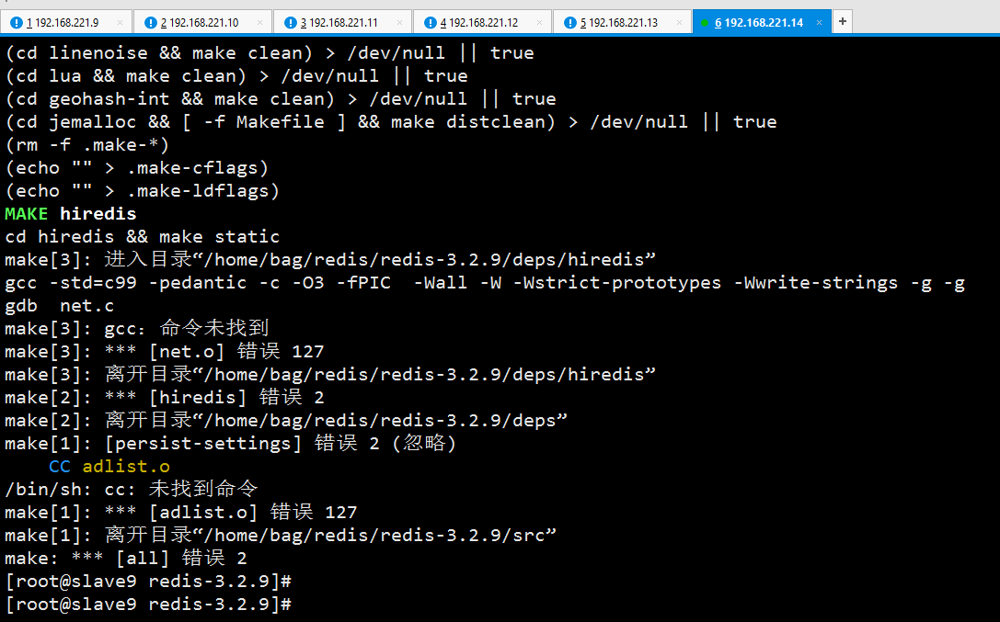 1 192.168.221.9 × 2 192.168.221.10 × 3 192.168.221.11 × 4 192.168.221.12 × 5 192.168.221.13 × 6 192.168.221.14 × +
(cd linenoise && make clean) > /dev/null || true
(cd lua && make clean) > /dev/null || true
(cd geohash-int && make clean) > /dev/null || true
(cd jemalloc && [ -f Makefile ] && make distclean) > /dev/null || true
(rm -f .make-*)
(echo "" > .make-cflags)
(echo "" > .make-ldflags)
MAKE hiredis
cd hiredis && make static
make[3]: 进入目录“/home/bag/redis/redis-3.2.9/deps/hiredis”
gcc -std=c99 -pedantic -c -O3 -fPIC  -Wall -W -Wstrict-prototypes -Wwrite-strings -g -g
gdb  net.c
make[3]: gcc：命令未找到
make[3]: *** [net.o] 错误 127
make[3]: 离开目录“/home/bag/redis/redis-3.2.9/deps/hiredis”
make[2]: *** [hiredis] 错误 2
make[2]: 离开目录“/home/bag/redis/redis-3.2.9/deps”
make[1]: [persist-settings] 错误 2 (忽略)
    CC adlist.o
/bin/sh: cc: 未找到命令
make[1]: *** [adlist.o] 错误 127
make[1]: 离开目录“/home/bag/redis/redis-3.2.9/src”
make: *** [all] 错误 2
[root@slave9 redis-3.2.9]#
[root@slave9 redis-3.2.9]#